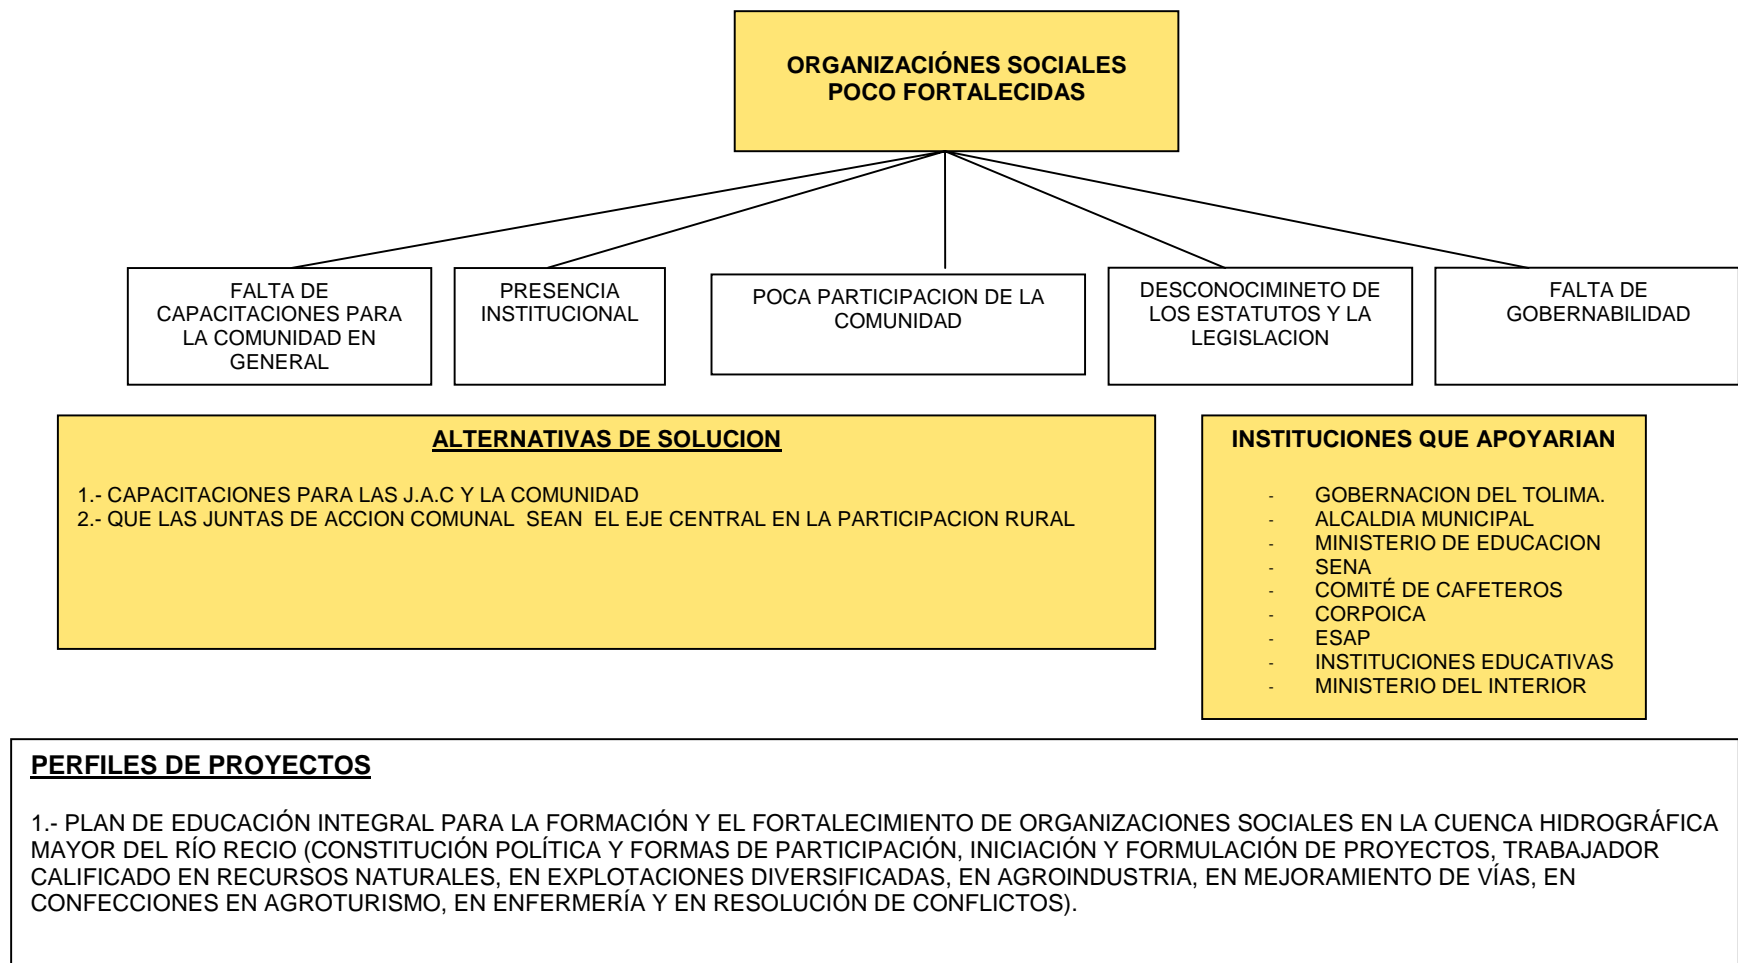 ORGANIZACIÓNES SOCIALES
POCO FORTALECIDAS
FALTA DE
CAPACITACIONES PARA
LA COMUNIDAD EN
GENERAL
PRESENCIA
INSTITUCIONAL
POCA PARTICIPACION DE LA
COMUNIDAD
DESCONOCIMINETO DE
LOS ESTATUTOS Y LA
LEGISLACION
FALTA DE
GOBERNABILIDAD
ALTERNATIVAS DE SOLUCION
1.- CAPACITACIONES PARA LAS J.A.C Y LA COMUNIDAD
2.- QUE LAS JUNTAS DE ACCION COMUNAL  SEAN  EL EJE CENTRAL EN LA PARTICIPACION RURAL
INSTITUCIONES QUE APOYARIAN
- GOBERNACION DEL TOLIMA.
- ALCALDIA MUNICIPAL
- MINISTERIO DE EDUCACION
- SENA
- COMITÉ DE CAFETEROS
- CORPOICA
- ESAP
- INSTITUCIONES EDUCATIVAS
- MINISTERIO DEL INTERIOR
PERFILES DE PROYECTOS
1.- PLAN DE EDUCACIÓN INTEGRAL PARA LA FORMACIÓN Y EL FORTALECIMIENTO DE ORGANIZACIONES SOCIALES EN LA CUENCA HIDROGRÁFICA
MAYOR DEL RÍO RECIO (CONSTITUCIÓN POLÍTICA Y FORMAS DE PARTICIPACIÓN, INICIACIÓN Y FORMULACIÓN DE PROYECTOS, TRABAJADOR
CALIFICADO EN RECURSOS NATURALES, EN EXPLOTACIONES DIVERSIFICADAS, EN AGROINDUSTRIA, EN MEJORAMIENTO DE VÍAS, EN
CONFECCIONES EN AGROTURISMO, EN ENFERMERÍA Y EN RESOLUCIÓN DE CONFLICTOS).